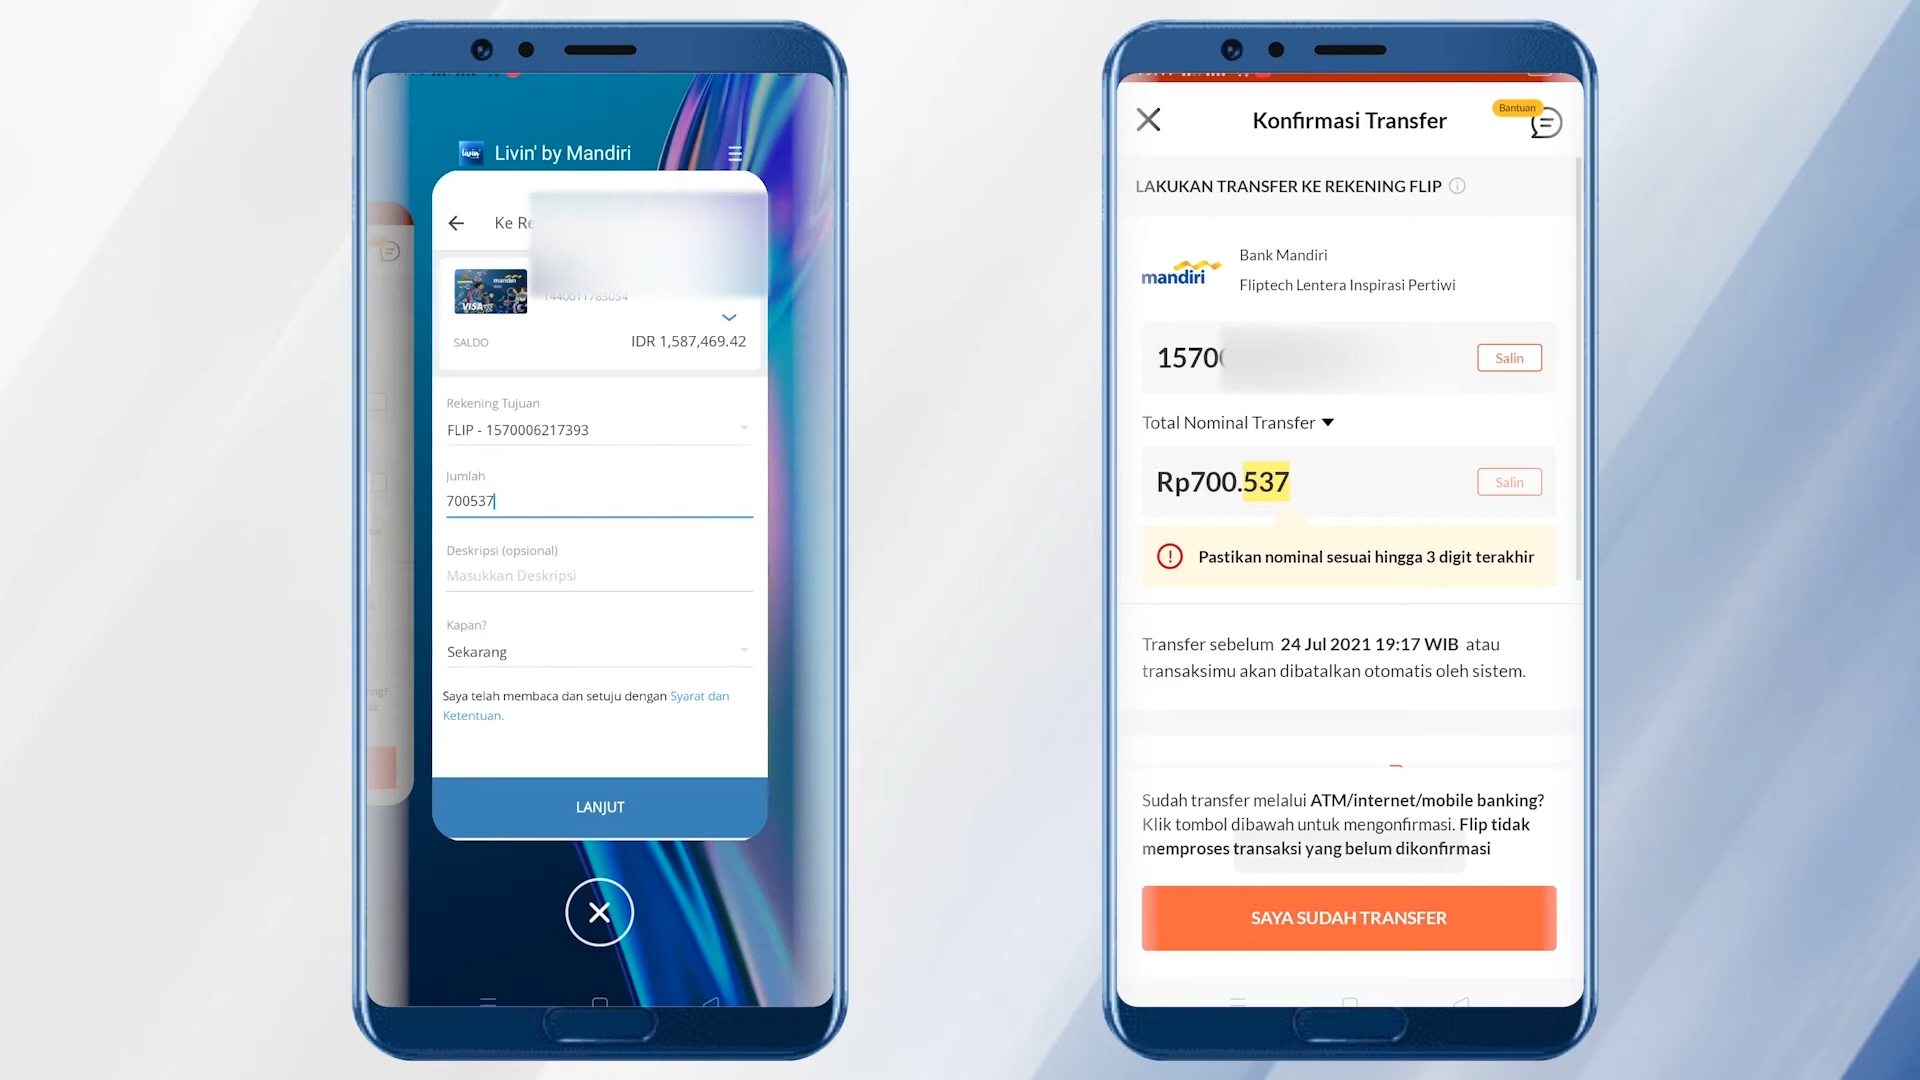 Livin' by Mandiri
Ke Re
mandiri
VISA
SALDO
IDR 1,587,469.42
Rekening Tujuan
FLIP - 1570006217393
Jumlah
700537
Deskripsi (opsional)
Masukkan Deskripsi
Kapan?
Sekarang
Saya telah membaca dan setuju dengan Syarat dan
Ketentuan.
LANJUT
Konfirmasi Transfer
Bantuan
LAKUKAN TRANSFER KE REKENING FLIP
mandiri
Bank Mandiri
Fliptech Lentera Inspirasi Pertiwi
1570
Salin
Total Nominal Transfer
Rp700.537
Salin
Pastikan nominal sesuai hingga 3 digit terakhir
Transfer sebelum 24 Jul 2021 19:17 WIB atau
transaksimu akan dibatalkan otomatis oleh sistem.
Sudah transfer melalui ATM/internet/mobile banking?
Klik tombol dibawah untuk mengonfirmasi. Flip tidak
memproses transaksi yang belum dikonfirmasi
SAYA SUDAH TRANSFER